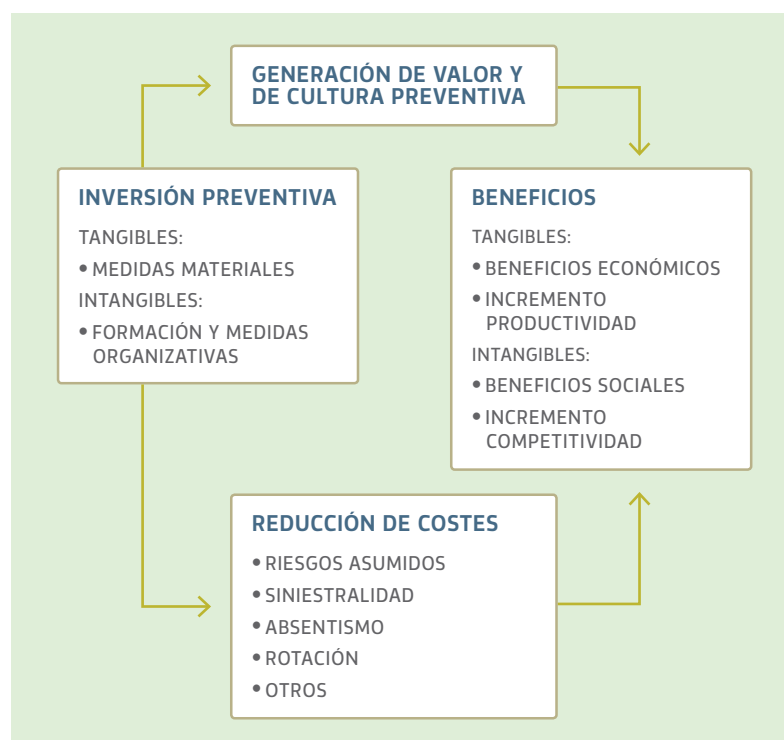 GENERACIÓN DE VALOR Y
DE CULTURA PREVENTIVA
INVERSIÓN PREVENTIVA
TANGIBLES:
• MEDIDAS MATERIALES
INTANGIBLES:
• FORMACIÓN Y MEDIDAS
ORGANIZATIVAS
BENEFICIOS
TANGIBLES:
• BENEFICIOS ECONÓMICOS
• INCREMENTO
PRODUCTIVIDAD
INTANGIBLES:
• BENEFICIOS SOCIALES
• INCREMENTO
COMPETITIVIDAD
REDUCCIÓN DE COSTES
• RIESGOS ASUMIDOS
• SINIESTRALIDAD
• ABSENTISMO
• ROTACIÓN
• OTROS